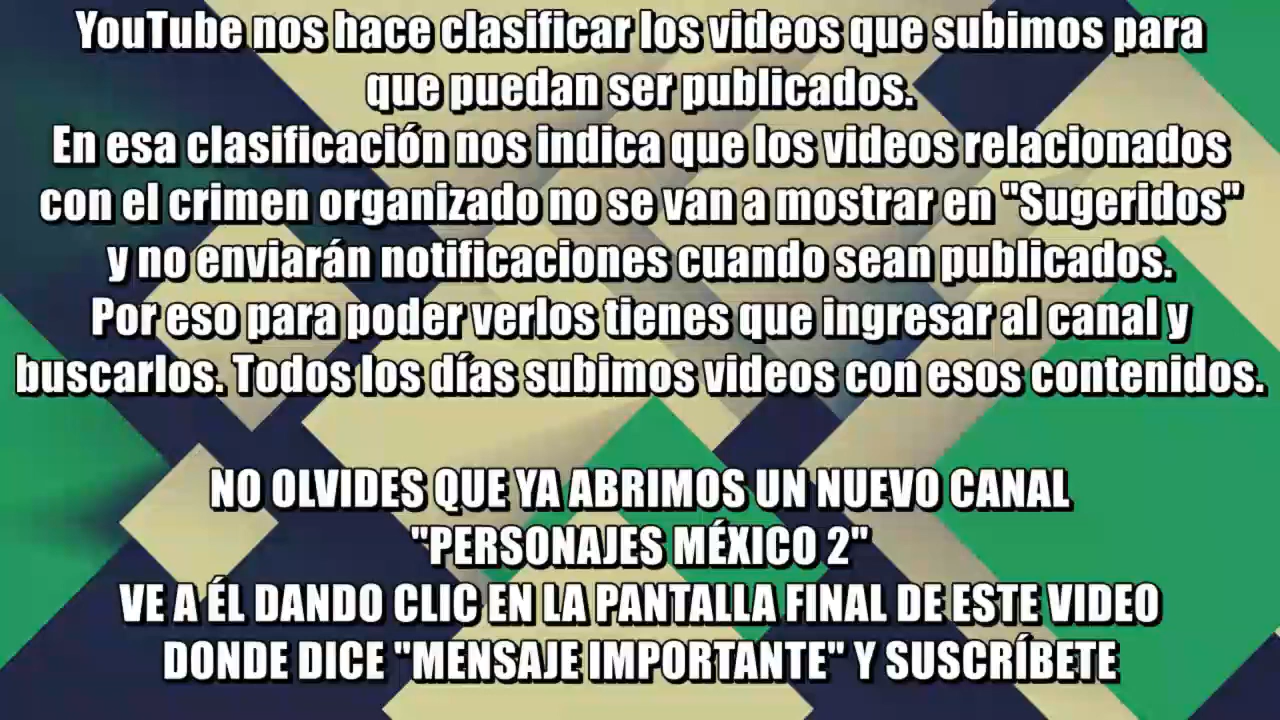 YouTube nos hace clasificar los videos que subimos para
que puedan ser publicados.
En esa clasificación nos indica que los videos relacionados
con el crimen organizado no se van a mostrar en "Sugeridos"
y no enviarán notificaciones cuando sean publicados.
Por eso para poder verlos tienes que ingresar al canal y
buscarlos. Todos los días subimos videos con esos contenidos.
NO OLVIDES QUE YA ABRIMOS UN NUEVO CANAL
"PERSONAJES MÉXICO 2"
VE A ÉL DANDO CLIC EN LA PANTALLA FINAL DE ESTE VIDEO
DONDE DICE "MENSAJE IMPORTANTE" Y SUSCRÍBETE